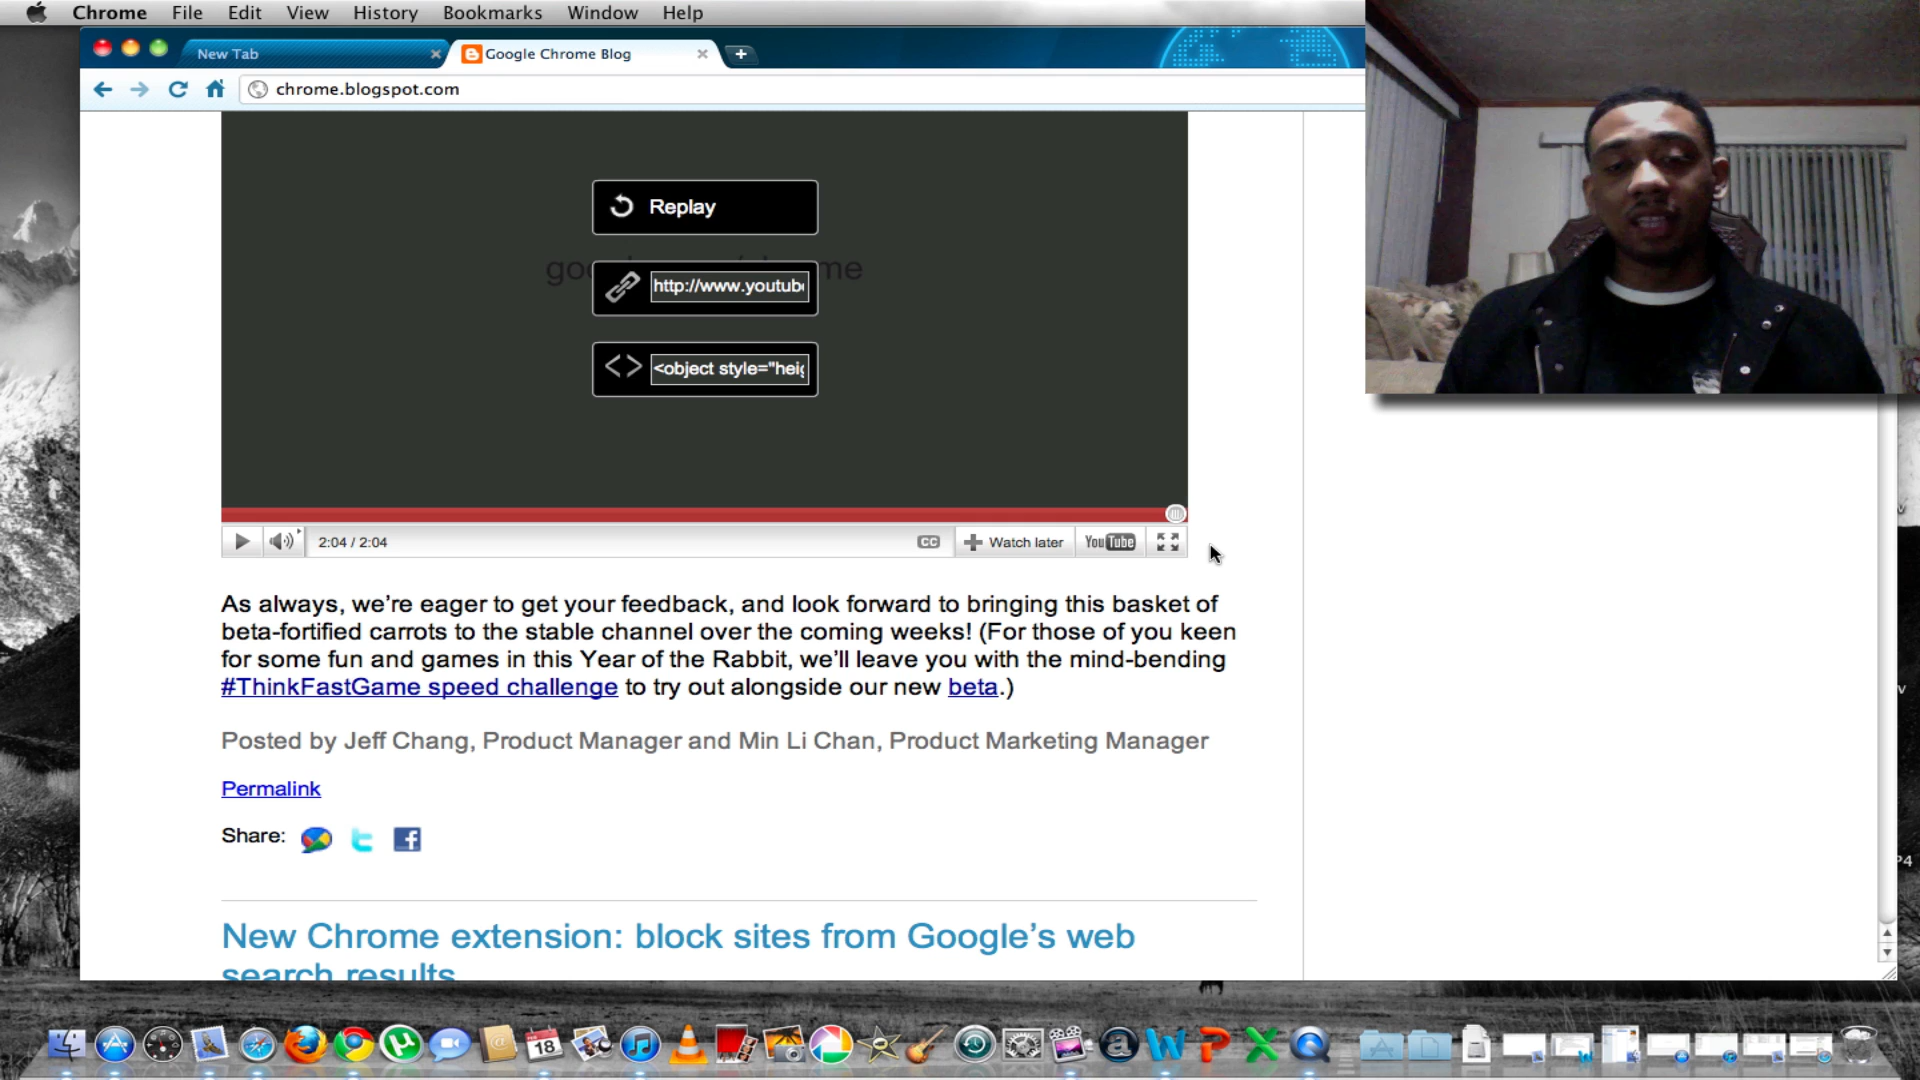 Chrome File Edit View History Bookmarks Window Help
New Tab
Google Chrome Blog
chrome.blogspot.com
Replay
http://www.youtub
<object style="hei
2:04 / 2:04
CC
Watch later
YouTube
As always, we’re eager to get your feedback, and look forward to bringing this basket of
beta-fortified carrots to the stable channel over the coming weeks! (For those of you keen
for some fun and games in this Year of the Rabbit, we’ll leave you with the mind-bending
#ThinkFastGame speed challenge to try out alongside our new beta.)
Posted by Jeff Chang, Product Manager and Min Li Chan, Product Marketing Manager
Permalink
Share:
New Chrome extension: block sites from Google’s web
search results
18